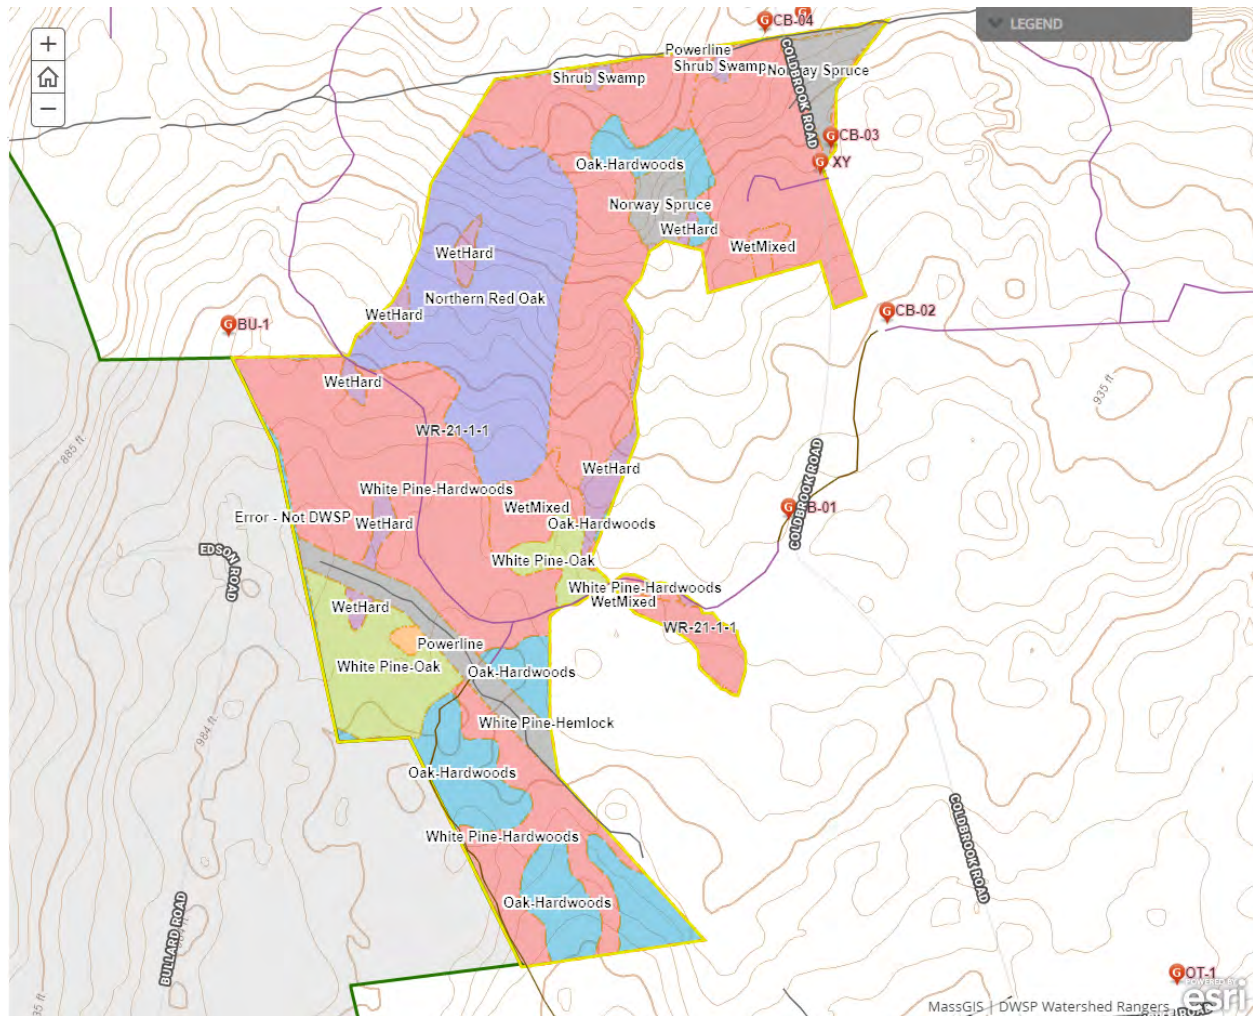 CB-04
LEGEND
+
−
Powerline
Shrub Swamp
Shrub Swamp
Norway Spruce
COLDBROOK ROAD
G CB-03
G XY
Oak-Hardwoods
Norway Spruce
WetHard
WetMixed
WetHard
Northern Red Oak
WetHard
G BU-1
G CB-02
WetHard
935 ft
WR-21-1-1
885 ft
WetHard
White Pine-Hardwoods
WetMixed
COLDBROOK ROAD
Error - Not DWSP
WetHard
Oak-Hardwoods
EDSON ROAD
White Pine-Oak
White Pine-Hardwoods
WetHard
WetMixed
WR-21-1-1
Powerline
White Pine-Oak
Oak-Hardwoods
984 ft
White Pine-Hemlock
Oak-Hardwoods
White Pine-Hardwoods
COLDBROOK ROAD
Oak-Hardwoods
BULLARD ROAD
G OT-1
POWERED BY
esri
MassGIS | DWSP Watershed Rangers